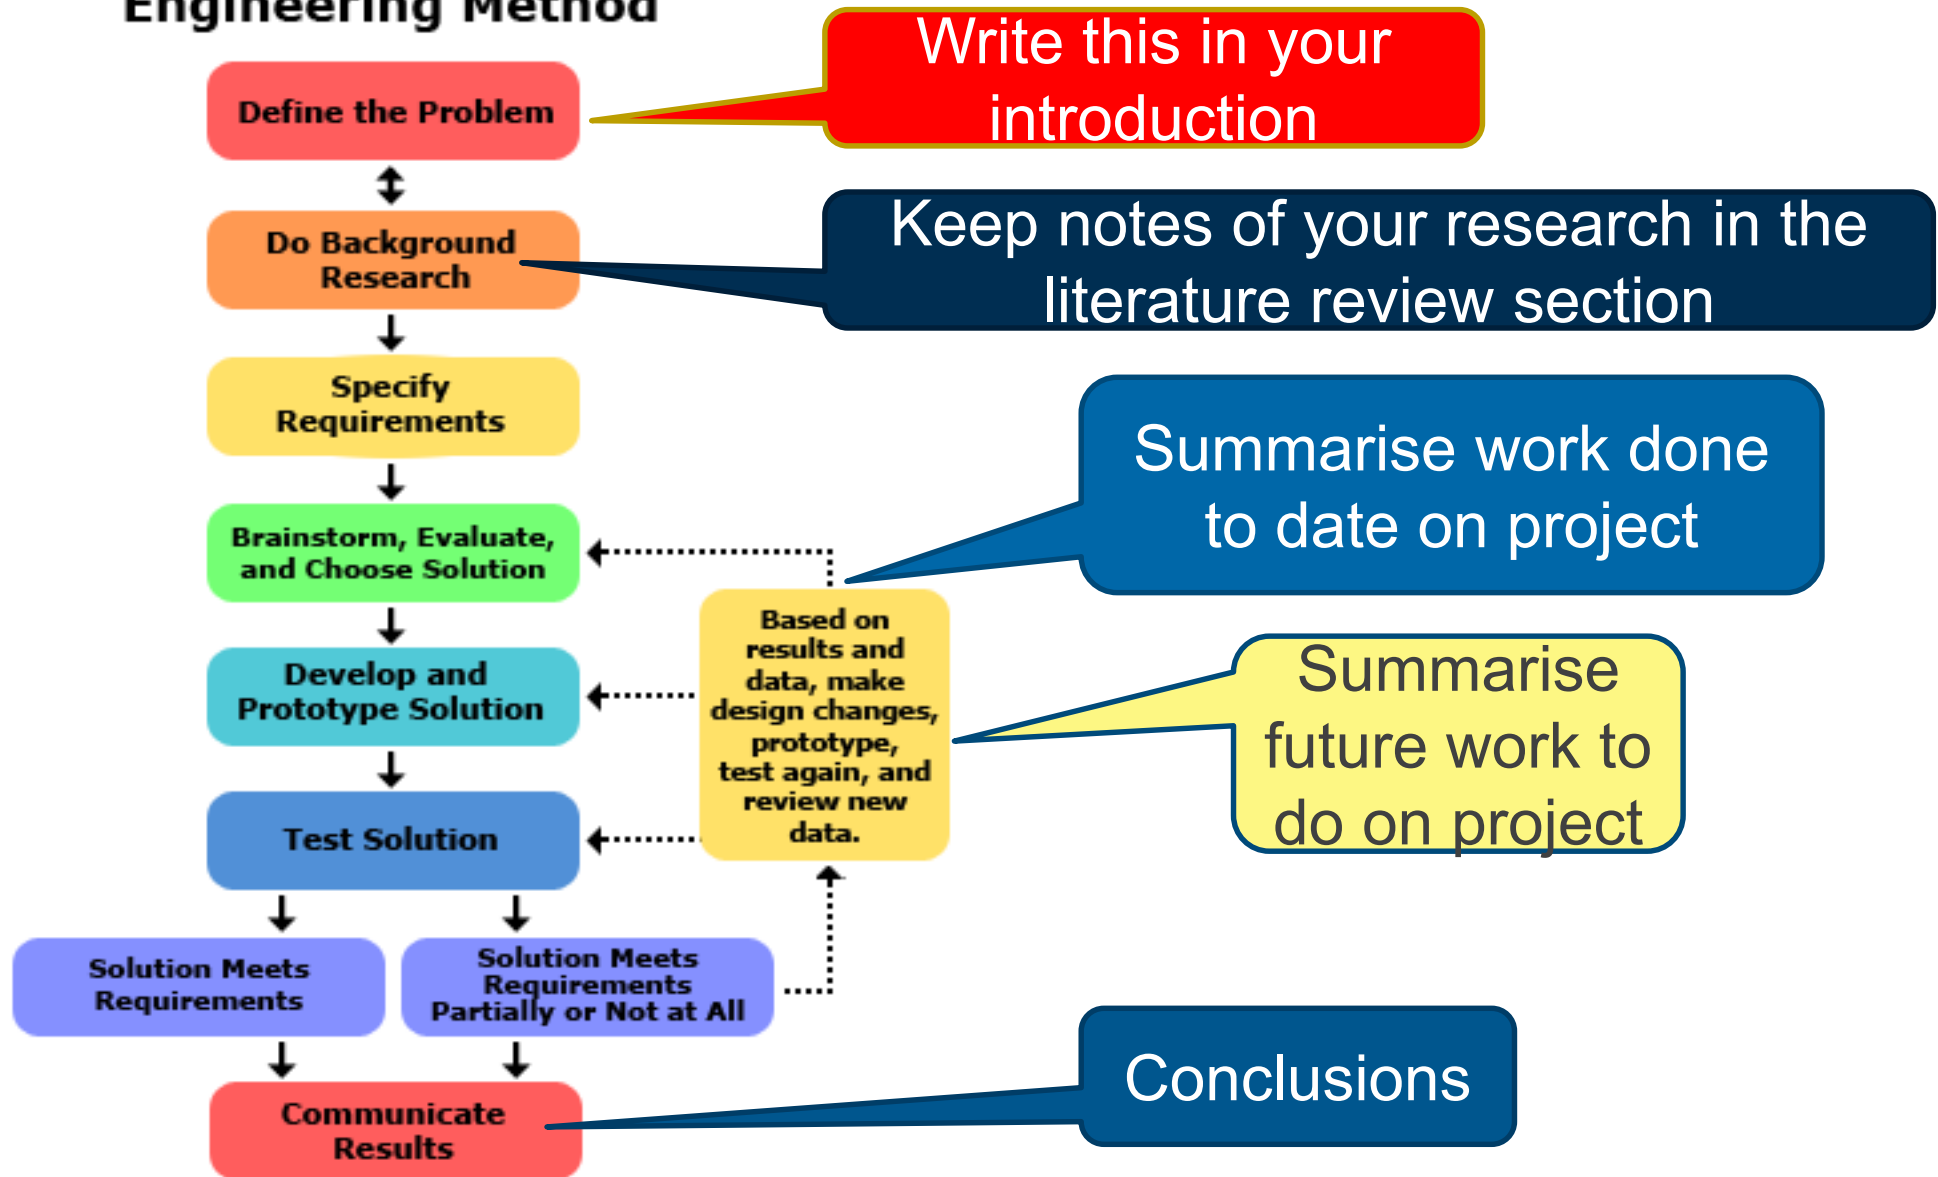 Engineering Method
Define the Problem
Write this in your
introduction
Do Background
Research
Keep notes of your research in the
literature review section
Specify
Requirements
Summarise work done
to date on project
Brainstorm, Evaluate,
and Choose Solution
Based on
results and
data, make
design changes,
prototype,
test again, and
review new
data.
Develop and
Prototype Solution
Summarise
future work to
do on project
Test Solution
Solution Meets
Requirements
Solution Meets
Requirements
Partially or Not at All
Communicate
Results
Conclusions